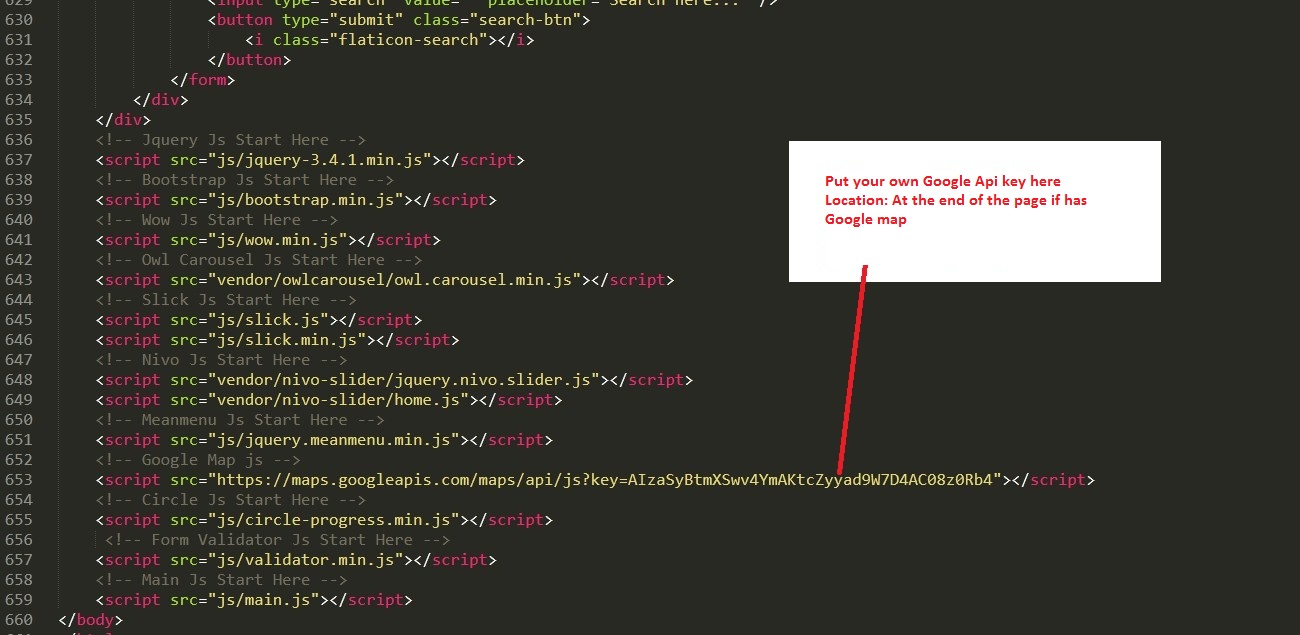 629 <input type="search" value="" placeholder="Search here..." />
630 <button type="submit" class="search-btn">
631 <i class="flaticon-search"></i>
632 </button>
633 </form>
634 </div>
635 </div>
636 <!-- Jquery Js Start Here -->
637 <script src="js/jquery-3.4.1.min.js"></script>
638 <!-- Bootstrap Js Start Here -->
639 <script src="js/bootstrap.min.js"></script>
640 <!-- Wow Js Start Here -->
641 <script src="js/wow.min.js"></script>
642 <!-- Owl Carousel Js Start Here -->
643 <script src="vendor/owlcarousel/owl.carousel.min.js"></script>
644 <!-- Slick Js Start Here -->
645 <script src="js/slick.js"></script>
646 <script src="js/slick.min.js"></script>
647 <!-- Nivo Js Start Here -->
648 <script src="vendor/nivo-slider/jquery.nivo.slider.js"></script>
649 <script src="vendor/nivo-slider/home.js"></script>
650 <!-- Meanmenu Js Start Here -->
651 <script src="js/jquery.meanmenu.min.js"></script>
652 <!-- Google Map js -->
653 <script src="https://maps.googleapis.com/maps/api/js?key=AIzaSyBtmXSwv4YmAKtcZyyad9W7D4AC08z0Rb4"></script>
654 <!-- Circle Js Start Here -->
655 <script src="js/circle-progress.min.js"></script>
656 <!-- Form Validator Js Start Here -->
657 <script src="js/validator.min.js"></script>
658 <!-- Main Js Start Here -->
659 <script src="js/main.js"></script>
660 </body>
Put your own Google Api key here
Location: At the end of the page if has
Google map